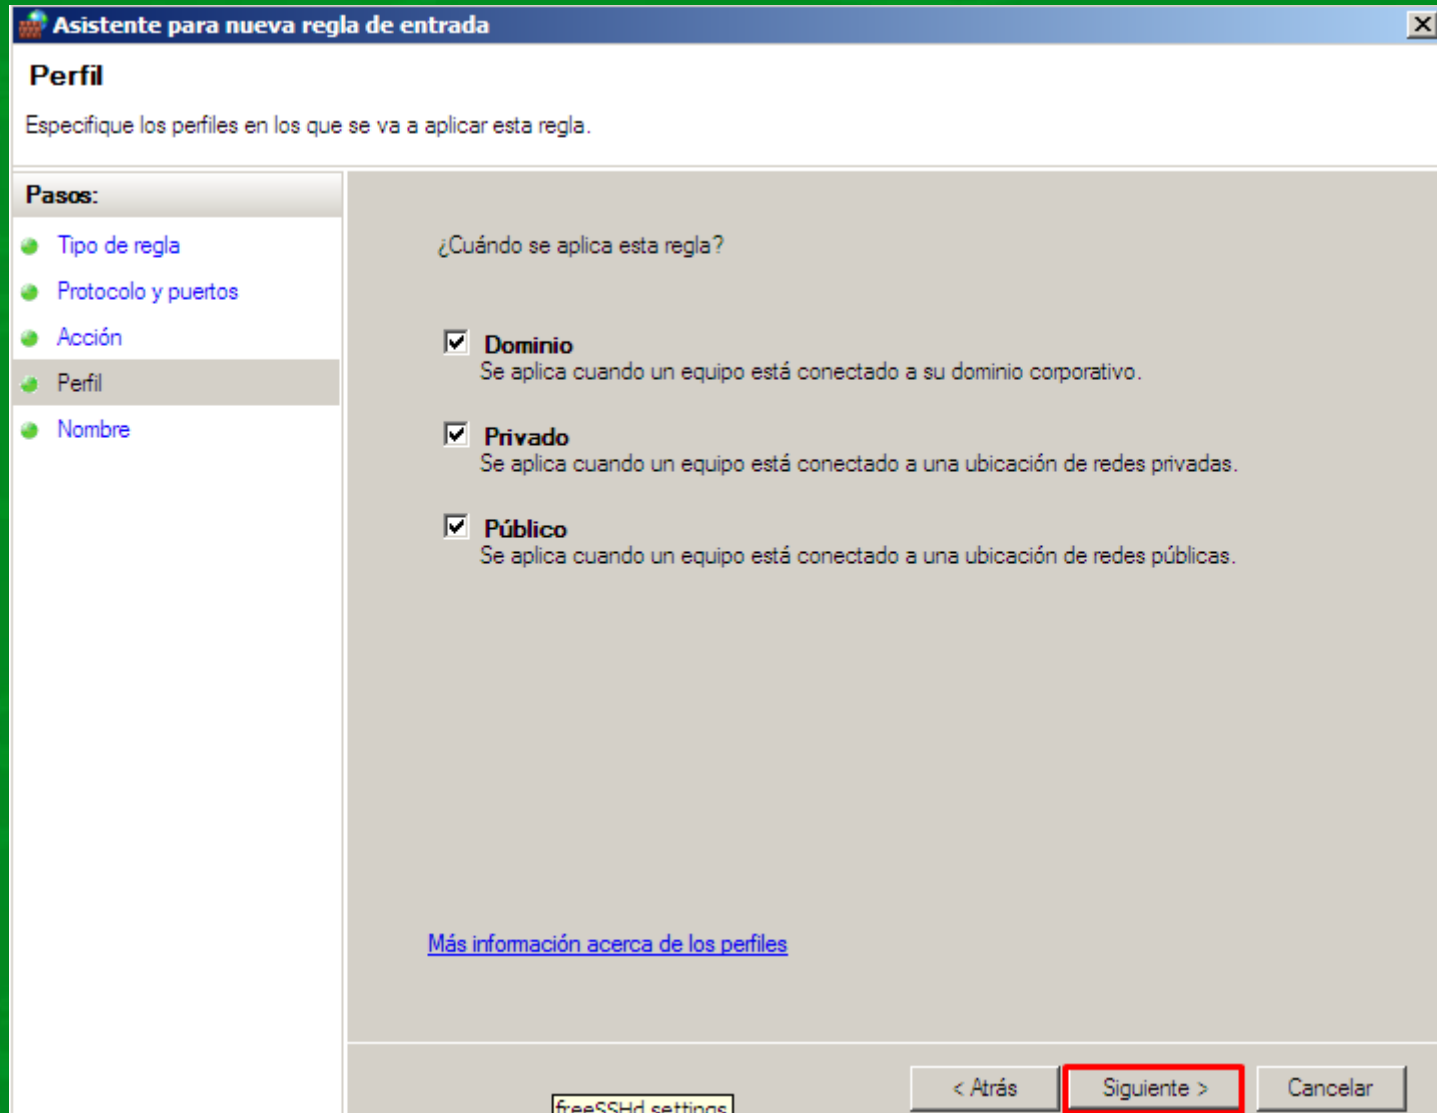 Asistente para nueva regla de entrada
Perfil
Especifique los perfiles en los que se va a aplicar esta regla.
Pasos:
Tipo de regla
Protocolo y puertos
Acción
Perfil
Nombre
¿Cuándo se aplica esta regla?
Dominio
Se aplica cuando un equipo está conectado a su dominio corporativo.
Privado
Se aplica cuando un equipo está conectado a una ubicación de redes privadas.
Público
Se aplica cuando un equipo está conectado a una ubicación de redes públicas.
Más información acerca de los perfiles
< Atrás
Siguiente >
Cancelar
freeSSHd settings